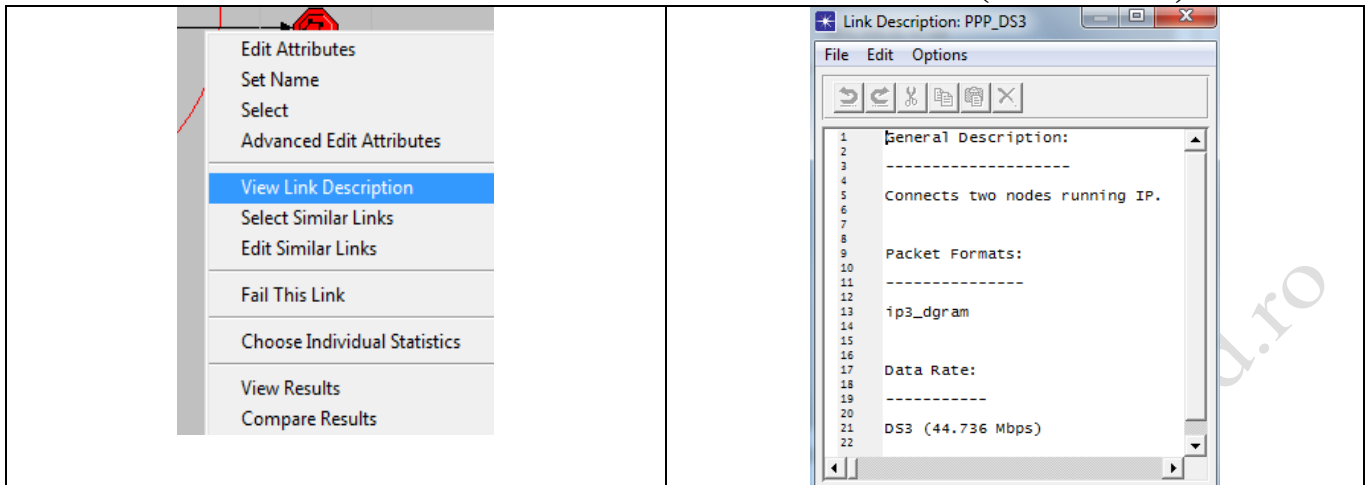 Edit Attributes
Set Name
Select
Advanced Edit Attributes
View Link Description
Select Similar Links
Edit Similar Links
Fail This Link
Choose Individual Statistics
View Results
Compare Results
Link Description: PPP_DS3
File Edit Options
1 General Description:
2
3 --------------------
4
5 Connects two nodes running IP.
6
7
8
9 Packet Formats:
10
11 ---------------
12
13 ip3_dgram
14
15
16
17 Data Rate:
18
19 -----------
20
21 DS3 (44.736 Mbps)
22
d.ro